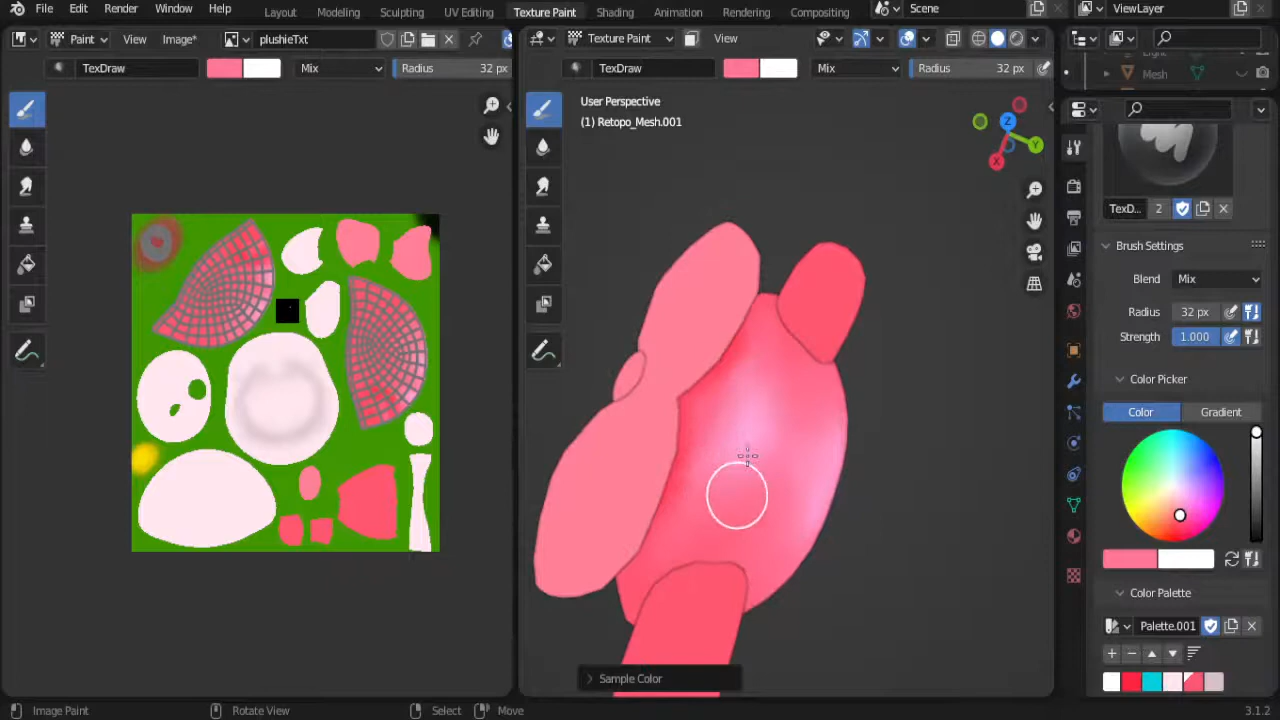 File Edit Render Window Help Layout Modeling Sculpting UV Editing Texture Paint Shading Animation Rendering Compositing Scene ViewLayer
Paint View Image* plushieTxt Texture Paint View
TexDraw Mix Radius 32 px TexDraw Mix Radius 32 px
Mesh
User Perspective
(1) Retopo_Mesh.001
Z
Y
X
TexD... 2
Brush Settings
Blend Mix
Radius 32 px
Strength 1.000
Color Picker
Color Gradient
Color Palette
Palette.001
Sample Color
Image Paint Rotate View Select Move 3.1.2